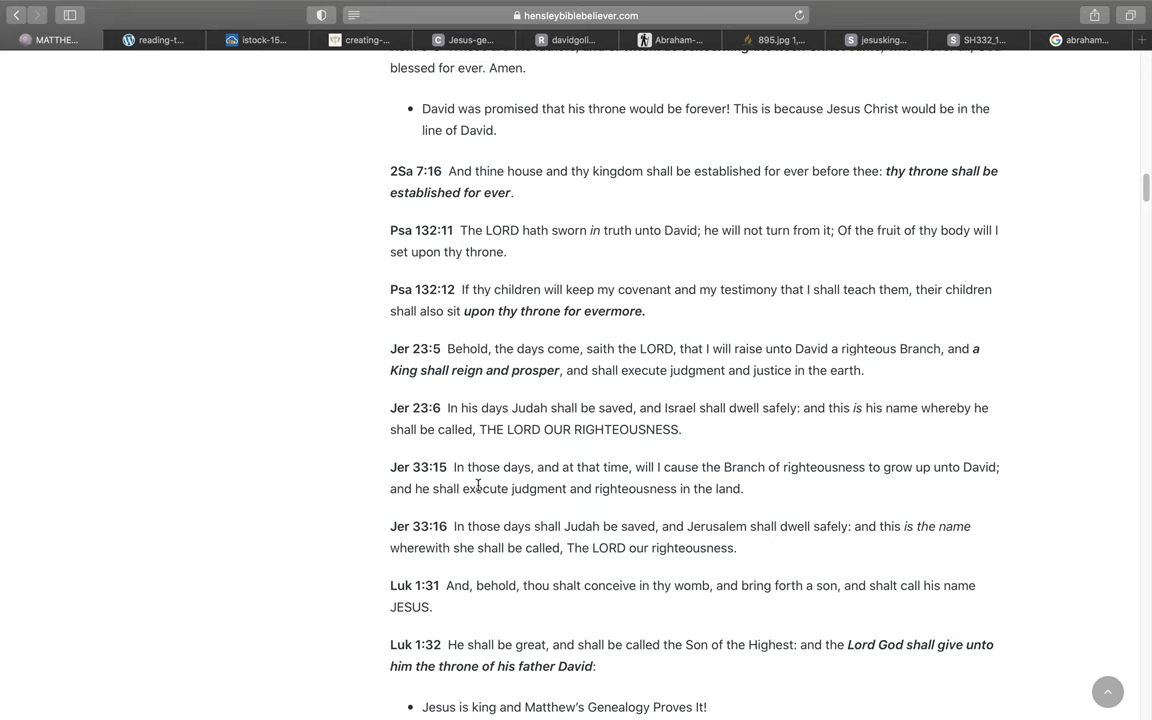 hensleybiblebeliever.com
MATTHE...
reading-t...
istock-15...
creating-...
Jesus-ge...
davidgoli...
Abraham-...
895.jpg 1,...
jesusking...
SH332_1...
abraham...
blessed for ever. Amen.
• David was promised that his throne would be forever! This is because Jesus Christ would be in the
line of David.
2Sa 7:16 And thine house and thy kingdom shall be established for ever before thee: thy throne shall be
established for ever.
Psa 132:11 The LORD hath sworn in truth unto David; he will not turn from it; Of the fruit of thy body will I
set upon thy throne.
Psa 132:12 If thy children will keep my covenant and my testimony that I shall teach them, their children
shall also sit upon thy throne for evermore.
Jer 23:5 Behold, the days come, saith the LORD, that I will raise unto David a righteous Branch, and a
King shall reign and prosper, and shall execute judgment and justice in the earth.
Jer 23:6 In his days Judah shall be saved, and Israel shall dwell safely: and this is his name whereby he
shall be called, THE LORD OUR RIGHTEOUSNESS.
Jer 33:15 In those days, and at that time, will I cause the Branch of righteousness to grow up unto David;
and he shall execute judgment and righteousness in the land.
Jer 33:16 In those days shall Judah be saved, and Jerusalem shall dwell safely: and this is the name
wherewith she shall be called, The LORD our righteousness.
Luk 1:31 And, behold, thou shalt conceive in thy womb, and bring forth a son, and shalt call his name
JESUS.
Luk 1:32 He shall be great, and shall be called the Son of the Highest: and the Lord God shall give unto
him the throne of his father David:
• Jesus is king and Matthew's Genealogy Proves It!